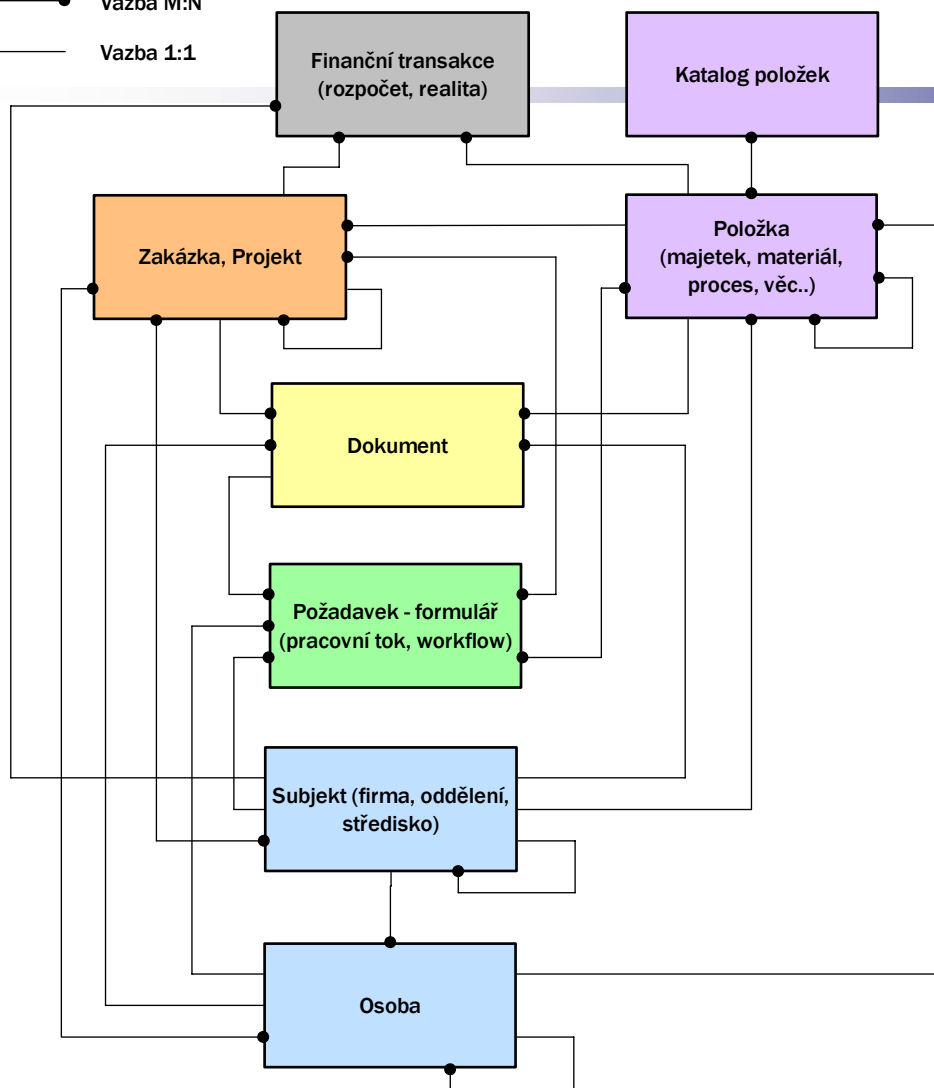 Vazba M:N
Vazba 1:1
Finanční transakce
(rozpočet, realita)
Katalog položek
Zakázka, Projekt
Položka
(majetek, materiál,
proces, věc..)
Dokument
Požadavek - formulář
(pracovní tok, workflow)
Subjekt (firma, oddělení,
středisko)
Osoba